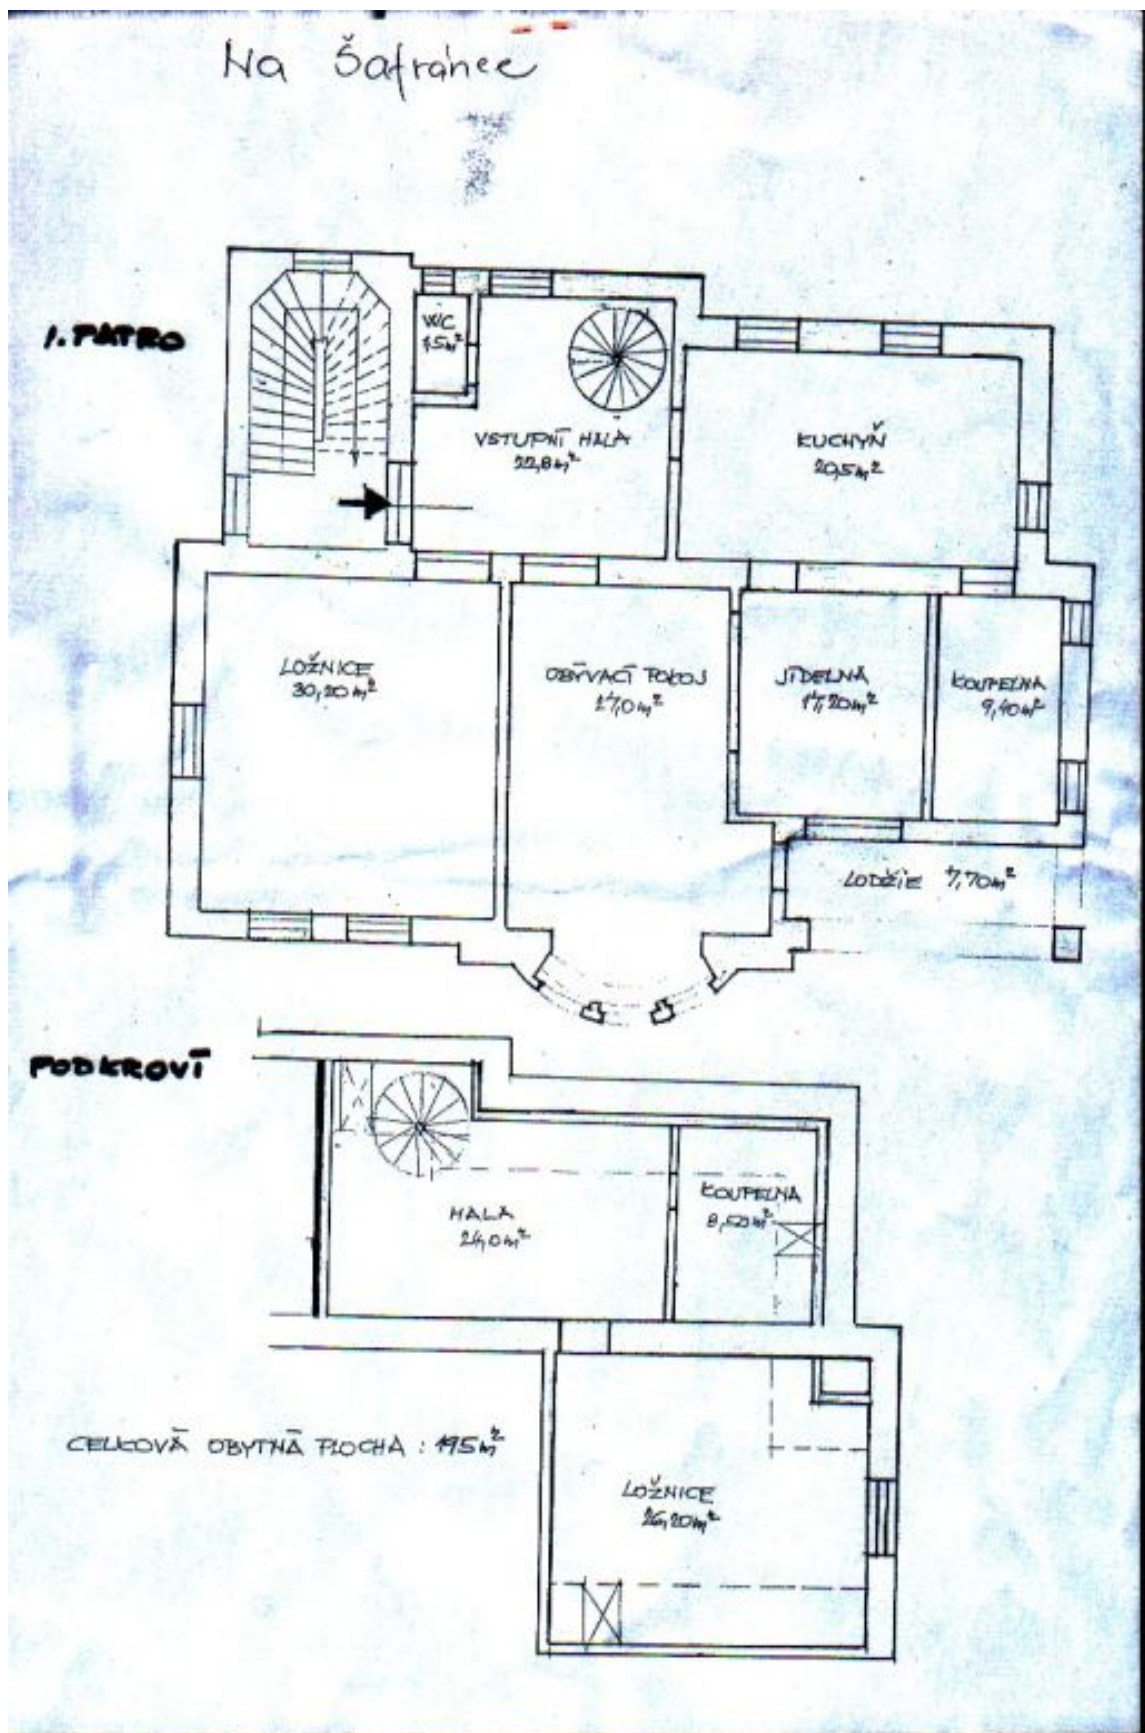 Na Šafránce
1. PATRO
WC
1,5m²
VSTUPNÍ HALA
22,8m²
KUCHYŇ
20,5m²
LOŽNICE
30,20m²
OBÝVACÍ POKOJ
27,0m²
JÍDELNA
17,20m²
KOUPELNA
9,40m²
LODŽIE 7,70m²
PODKROVÍ
HALA
24,0m²
KOUPELNA
8,50m²
CELKOVÁ OBYTNÁ PLOCHA : 195m²
LOŽNICE
26,20m²